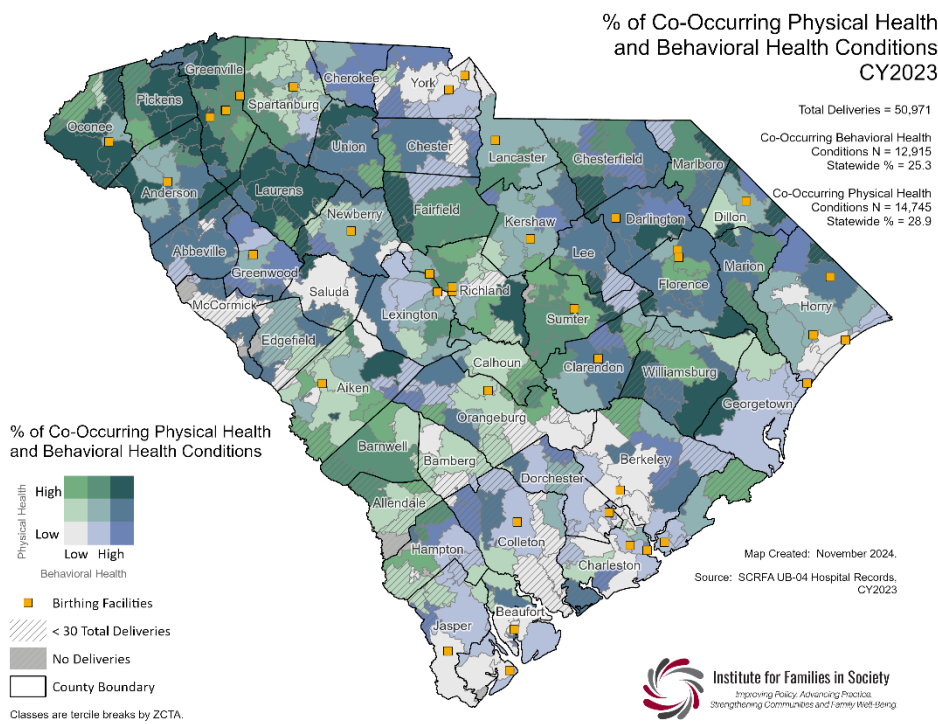 % of Co-Occurring Physical Health
and Behavioral Health Conditions
CY2023
Total Deliveries = 50,971
Co-Occurring Behavioral Health
Conditions N = 12,915
Statewide % = 25.3
Co-Occurring Physical Health
Conditions N = 14,745
Statewide % = 28.9
Greenville
Cherokee
York
Pickens
Spartanburg
Oconee
Union
Chester
Lancaster
Chesterfield
Marlboro
Anderson
Laurens
Newberry
Fairfield
Kershaw
Darlington
Dillon
Abbeville
Greenwood
Lee
Marion
Saluda
Richland
Florence
McCormick
Lexington
Sumter
Horry
Edgefield
Calhoun
Clarendon
Williamsburg
Aiken
Orangeburg
Georgetown
Barnwell
Bamberg
Berkeley
Dorchester
Allendale
Colleton
Hampton
Charleston
Beaufort
Jasper
% of Co-Occurring Physical Health
and Behavioral Health Conditions
Physical Health
High
Low
Low High
Behavioral Health
Birthing Facilities
< 30 Total Deliveries
No Deliveries
County Boundary
Classes are tercile breaks by ZCTA.
Map Created: November 2024.
Source: SCRFA UB-04 Hospital Records,
CY2023
Institute for Families in Society
Improving Policy. Advancing Practice.
Strengthening Communities and Family Well-Being.